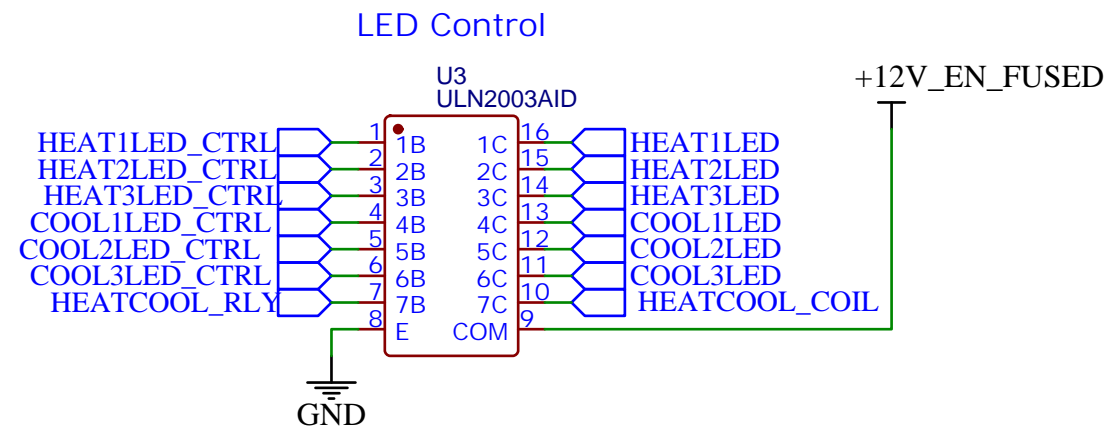 LED Control
U3
ULN2003AID
+12V_EN_FUSED
HEAT1LED_CTRL 1 1B 1C 16 HEAT1LED
HEAT2LED_CTRL 2 2B 2C 15 HEAT2LED
HEAT3LED_CTRL 3 3B 3C 14 HEAT3LED
COOL1LED_CTRL 4 4B 4C 13 COOL1LED
COOL2LED_CTRL 5 5B 5C 12 COOL2LED
COOL3LED_CTRL 6 6B 6C 11 COOL3LED
HEATCOOL_RLY 7 7B 7C 10 HEATCOOL_COIL
8 E COM 9
GND